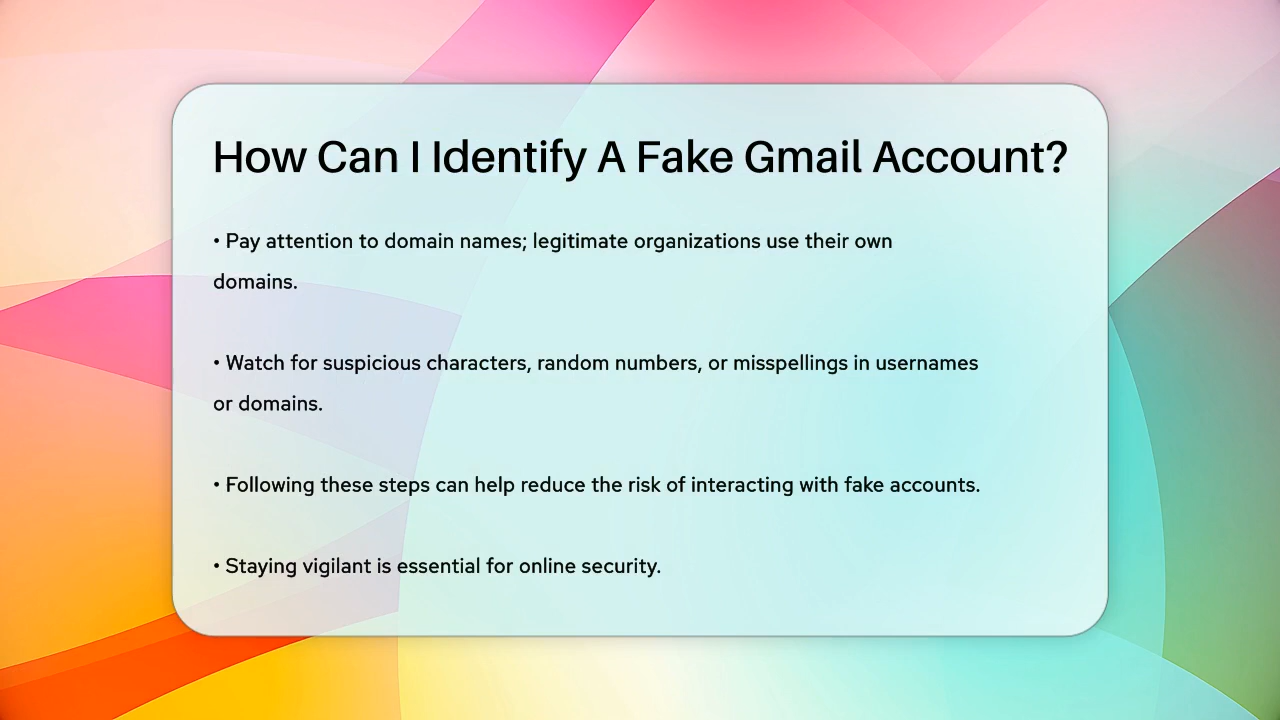 How Can I Identify A Fake Gmail Account?
• Pay attention to domain names; legitimate organizations use their own
domains.
• Watch for suspicious characters, random numbers, or misspellings in usernames
or domains.
• Following these steps can help reduce the risk of interacting with fake accounts.
• Staying vigilant is essential for online security.